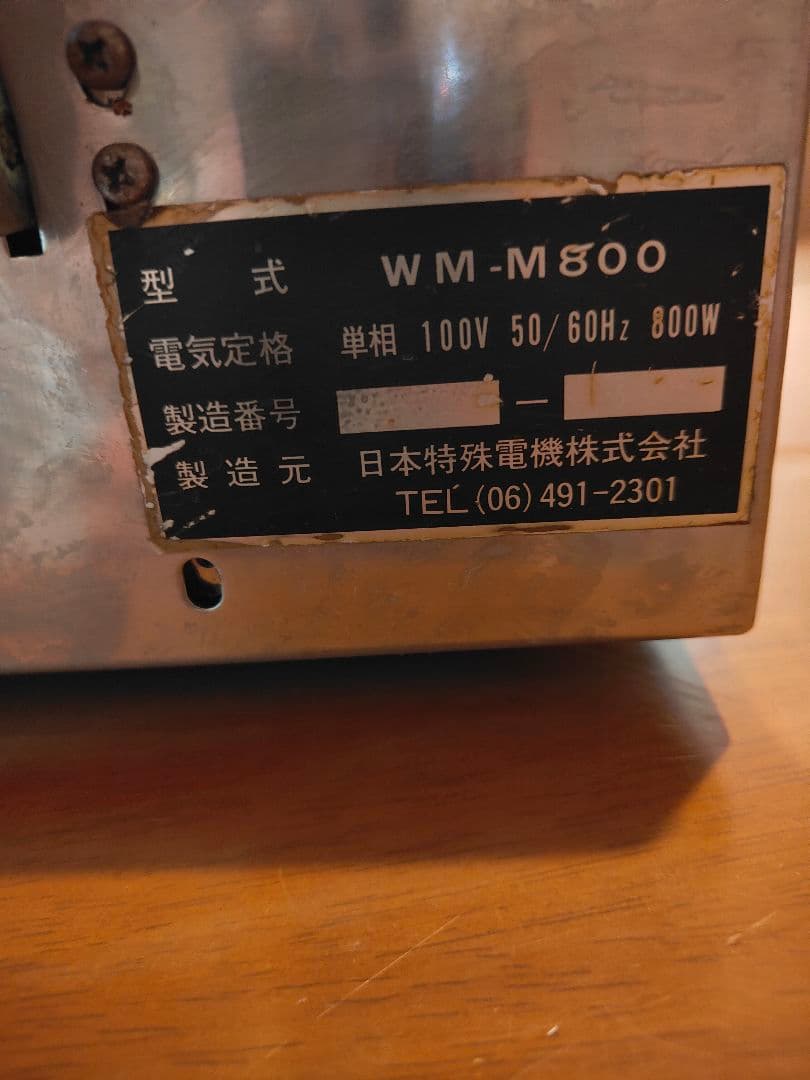 型式 WM-M800
電気定格 単相 100V 50/60Hz 800W
製造番号 ー
製造元 日本特殊電機株式会社
TEL (06) 491-2301